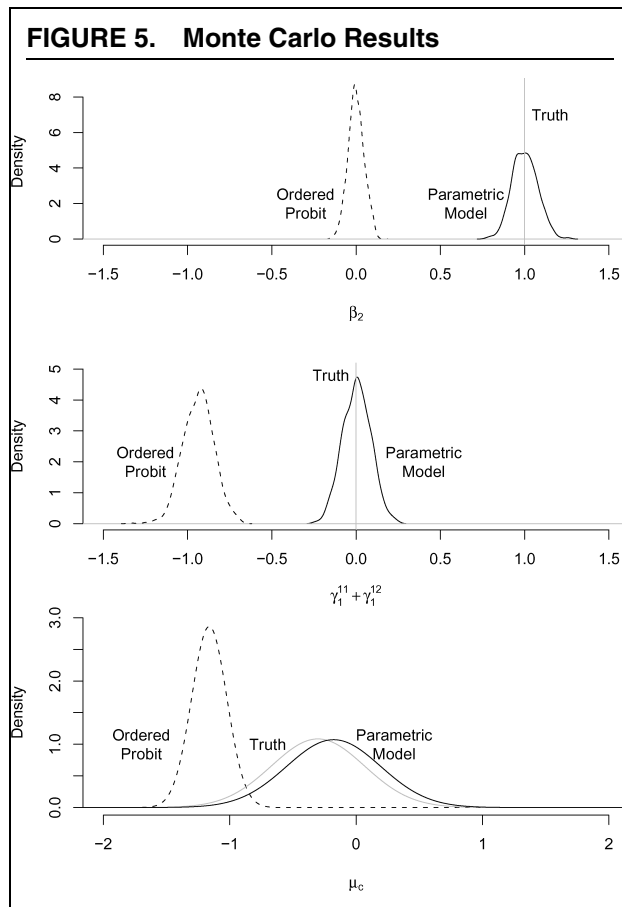 FIGURE 5. Monte Carlo Results
Density
8
6
4
2
0
Truth
Ordered
Probit
Parametric
Model
−1.5 −1.0 −0.5 0.0 0.5 1.0 1.5
β₂
Density
5
4
3
2
1
0
Truth
Ordered
Probit
Parametric
Model
−1.5 −1.0 −0.5 0.0 0.5 1.0 1.5
γ₁¹¹ + γ₁¹²
Density
3.0
2.0
1.0
0.0
Ordered
Probit
Truth
Parametric
Model
−2 −1 0 1 2
μ_c